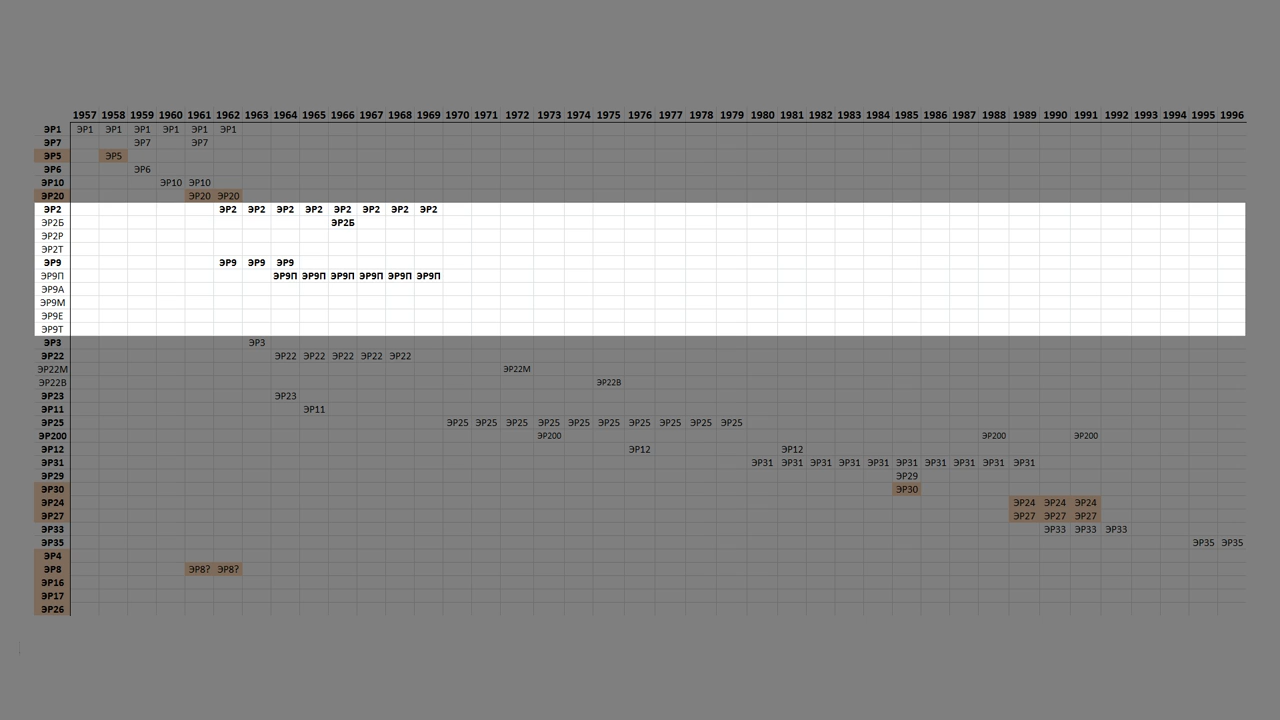 1957 1958 1959 1960 1961 1962 1963 1964 1965 1966 1967 1968 1969 1970 1971 1972 1973 1974 1975 1976 1977 1978 1979 1980 1981 1982 1983 1984 1985 1986 1987 1988 1989 1990 1991 1992 1993 1994 1995 1996
ЭР1 ЭР1 ЭР1 ЭР1 ЭР1 ЭР1 ЭР1
ЭР7 ЭР7 ЭР7
ЭР5 ЭР5
ЭР6 ЭР6
ЭР10 ЭР10 ЭР10
ЭР20 ЭР20 ЭР20
ЭР2 ЭР2 ЭР2 ЭР2 ЭР2 ЭР2 ЭР2 ЭР2 ЭР2
ЭР2Б ЭР2Б
ЭР2Р
ЭР2Т
ЭР9 ЭР9 ЭР9 ЭР9
ЭР9П ЭР9П ЭР9П ЭР9П ЭР9П ЭР9П ЭР9П
ЭР9А
ЭР9М
ЭР9Е
ЭР9Т
ЭР3 ЭР3
ЭР22 ЭР22 ЭР22 ЭР22 ЭР22 ЭР22
ЭР22М ЭР22М
ЭР22В ЭР22В
ЭР23 ЭР23
ЭР11 ЭР11
ЭР25 ЭР25 ЭР25 ЭР25 ЭР25 ЭР25 ЭР25 ЭР25 ЭР25 ЭР25 ЭР25
ЭР200 ЭР200 ЭР200 ЭР200
ЭР12 ЭР12 ЭР12
ЭР31 ЭР31 ЭР31 ЭР31 ЭР31 ЭР31 ЭР31 ЭР31 ЭР31 ЭР31 ЭР31
ЭР29 ЭР29
ЭР30 ЭР30
ЭР24 ЭР24 ЭР24 ЭР24
ЭР27 ЭР27 ЭР27 ЭР27
ЭР33 ЭР33 ЭР33 ЭР33
ЭР35 ЭР35 ЭР35
ЭР4
ЭР8 ЭР8? ЭР8?
ЭР16
ЭР17
ЭР26